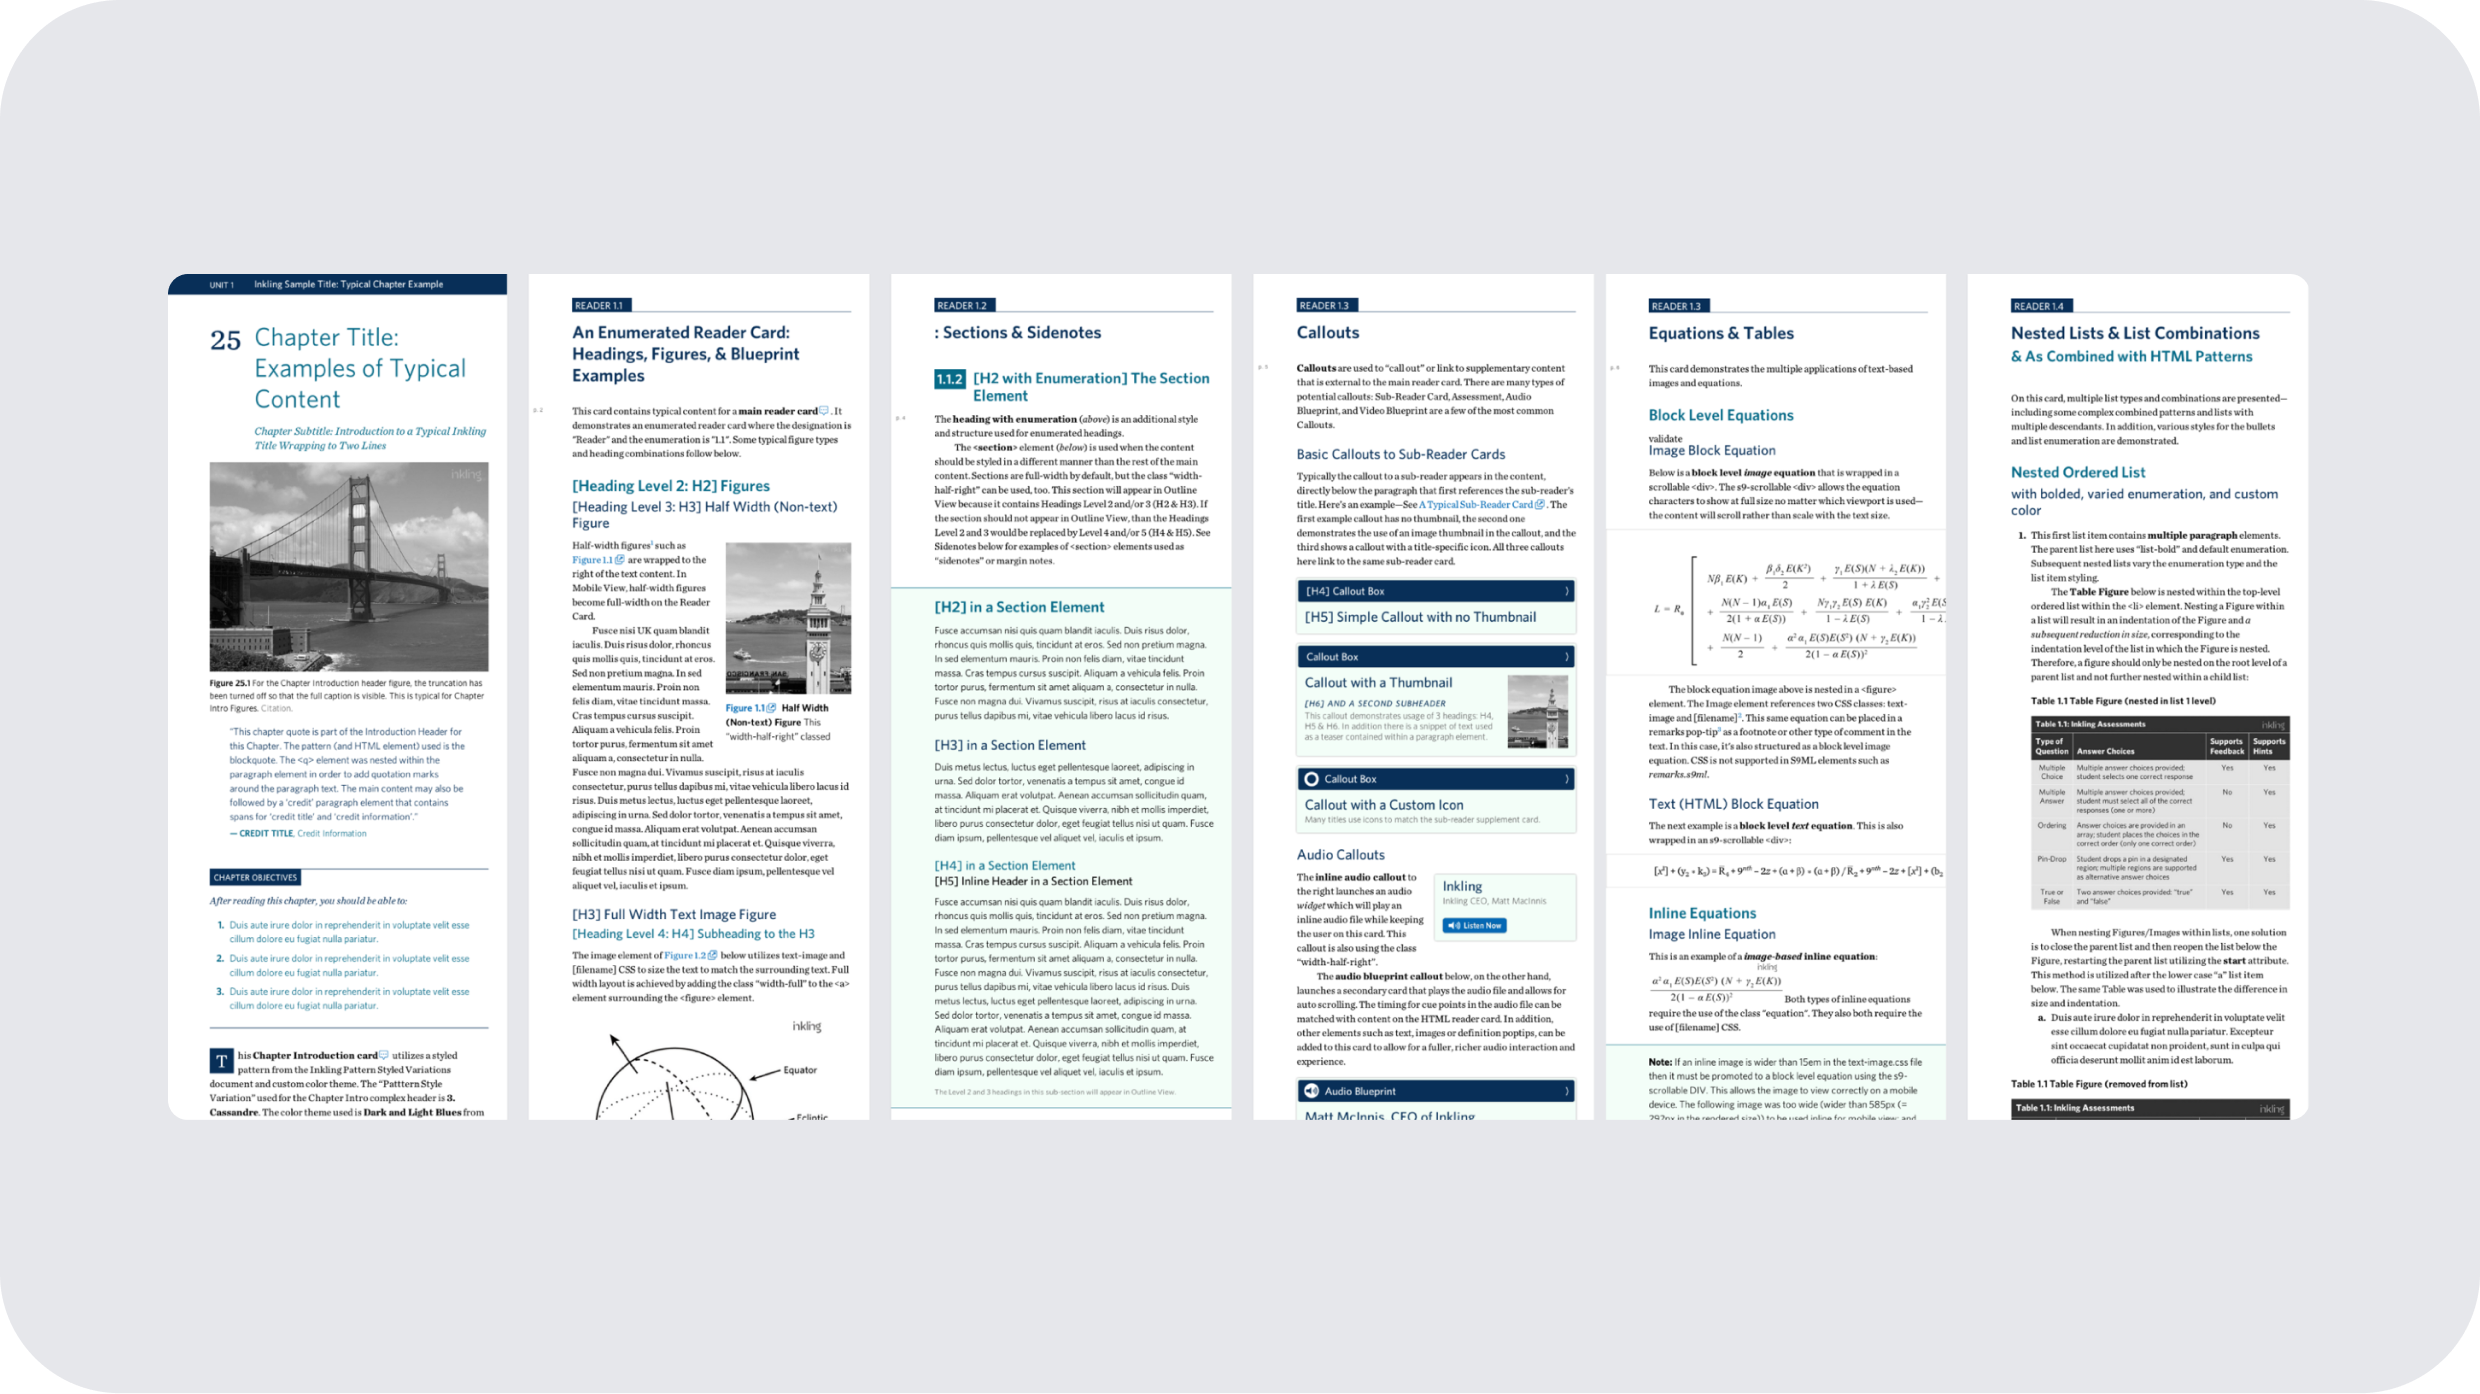 UNIT 1 Inkling Sample Title: Typical Chapter Example
25 Chapter Title:
Examples of Typical
Content
Chapter Subtitle: Introduction to a Typical Inkling
Title Wrapping to Two Lines
inkling
Figure 25.1 For the Chapter Introduction header figure, the truncation has
been turned off so that the full caption is visible. This is typical for Chapter
Intro Figures. Citation.
"This chapter quote is part of the Introduction Header for
this Chapter. The pattern (and HTML element) used is the
blockquote. The <q> element was nested within the
paragraph element in order to add quotation marks
around the paragraph text. The main content may also be
followed by a 'credit' paragraph element that contains
spans for 'credit title' and 'credit information'."
— CREDIT TITLE, Credit Information
CHAPTER OBJECTIVES
After reading this chapter, you should be able to:
1. Duis aute irure dolor in reprehenderit in voluptate velit esse
cillum dolore eu fugiat nulla pariatur.
2. Duis aute irure dolor in reprehenderit in voluptate velit esse
cillum dolore eu fugiat nulla pariatur.
3. Duis aute irure dolor in reprehenderit in voluptate velit esse
cillum dolore eu fugiat nulla pariatur.
This Chapter Introduction card utilizes a styled
pattern from the Inkling Pattern Styled Variations
document and custom color theme. The "Patttern Style
Variation" used for the Chapter Intro complex header is 3.
Cassandre. The color theme used is Dark and Light Blues from
READER 1.1
An Enumerated Reader Card:
Headings, Figures, & Blueprint
Examples
p. 2
This card contains typical content for a main reader card. It
demonstrates an enumerated reader card where the designation is
"Reader" and the enumeration is "1.1". Some typical figure types
and heading combinations follow below.
[Heading Level 2: H2] Figures
[Heading Level 3: H3] Half Width (Non-text)
Figure
Half-width figures¹ such as
Figure 1.1 are wrapped to the
right of the text content. In
Mobile View, half-width figures
become full-width on the Reader
Card.
Fusce nisi UK quam blandit
iaculis. Duis risus dolor, rhoncus
quis mollis quis, tincidunt at eros.
Sed non pretium magna. In sed
elementum mauris. Proin non
felis diam, vitae tincidunt massa.
Cras tempus cursus suscipit.
Aliquam a vehicula felis. Proin
tortor purus, fermentum sit amet
aliquam a, consectetur in nulla.
Fusce non magna dui. Vivamus suscipit, risus at iaculis
consectetur, purus tellus dapibus mi, vitae vehicula libero lacus id
risus. Duis metus lectus, luctus eget pellentesque laoreet,
adipiscing in urna. Sed dolor tortor, venenatis a tempus sit amet,
congue id massa. Aliquam erat volutpat. Aenean accumsan
sollicitudin quam, at tincidunt mi placerat et. Quisque viverra,
nibh et mollis imperdiet, libero purus consectetur dolor, eget
feugiat tellus nisi ut quam. Fusce diam ipsum, pellentesque vel
aliquet vel, iaculis et ipsum.
Figure 1.1 Half Width
(Non-text) Figure This
"width-half-right" classed
[H3] Full Width Text Image Figure
[Heading Level 4: H4] Subheading to the H3
The image element of Figure 1.2 below utilizes text-image and
[filename] CSS to size the text to match the surrounding text. Full
width layout is achieved by adding the class "width-full" to the <a>
element surrounding the <figure> element.
inkling
Equator
Ecliptic
READER 1.2
: Sections & Sidenotes
1.1.2 [H2 with Enumeration] The Section
Element
The heading with enumeration (above) is an additional style
and structure used for enumerated headings.
The <section> element (below) is used when the content
should be styled in a different manner than the rest of the main
content. Sections are full-width by default, but the class "width-
half-right" can be used, too. This section will appear in Outline
View because it contains Headings Level 2 and/or 3 (H2 & H3). If
the section should not appear in Outline View, than the Headings
Level 2 and 3 would be replaced by Level 4 and/or 5 (H4 & H5). See
Sidenotes below for examples of <section> elements used as
"sidenotes" or margin notes.
[H2] in a Section Element
Fusce accumsan nisi quis quam blandit iaculis. Duis risus dolor,
rhoncus quis mollis quis, tincidunt at eros. Sed non pretium magna.
In sed elementum mauris. Proin non felis diam, vitae tincidunt
massa. Cras tempus cursus suscipit. Aliquam a vehicula felis. Proin
tortor purus, fermentum sit amet aliquam a, consectetur in nulla.
Fusce non magna dui. Vivamus suscipit, risus at iaculis consectetur,
purus tellus dapibus mi, vitae vehicula libero lacus id risus.
[H3] in a Section Element
Duis metus lectus, luctus eget pellentesque laoreet, adipiscing in
urna. Sed dolor tortor, venenatis a tempus sit amet, congue id
massa. Aliquam erat volutpat. Aenean accumsan sollicitudin quam,
at tincidunt mi placerat et. Quisque viverra, nibh et mollis imperdiet,
libero purus consectetur dolor, eget feugiat tellus nisi ut quam. Fusce
diam ipsum, pellentesque vel aliquet vel, iaculis et ipsum.
[H4] in a Section Element
[H5] Inline Header in a Section Element
Fusce accumsan nisi quis quam blandit iaculis. Duis risus dolor,
rhoncus quis mollis quis, tincidunt at eros. Sed non pretium magna.
In sed elementum mauris. Proin non felis diam, vitae tincidunt
massa. Cras tempus cursus suscipit. Aliquam a vehicula felis. Proin
tortor purus, fermentum sit amet aliquam a, consectetur in nulla.
Fusce non magna dui. Vivamus suscipit, risus at iaculis consectetur,
purus tellus dapibus mi, vitae vehicula libero lacus id risus. Duis
metus lectus, luctus eget pellentesque laoreet, adipiscing in urna.
Sed dolor tortor, venenatis a tempus sit amet, congue id massa.
Aliquam erat volutpat. Aenean accumsan sollicitudin quam, at
tincidunt mi placerat et. Quisque viverra, nibh et mollis imperdiet,
libero purus consectetur dolor, eget feugiat tellus nisi ut quam. Fusce
diam ipsum, pellentesque vel aliquet vel, iaculis et ipsum.
The Level 2 and 3 headings in this sub-section will appear in Outline View.
READER 1.3
Callouts
Callouts are used to "call out" or link to supplementary content
that is external to the main reader card. There are many types of
potential callouts: Sub-Reader Card, Assessment, Audio
Blueprint, and Video Blueprint are a few of the most common
Callouts.
Basic Callouts to Sub-Reader Cards
Typically the callout to a sub-reader appears in the content,
directly below the paragraph that first references the sub-reader's
title. Here's an example—See A Typical Sub-Reader Card. The
first example callout has no thumbnail, the second one
demonstrates the use of an image thumbnail in the callout, and the
third shows a callout with a title-specific icon. All three callouts
here link to the same sub-reader card.
[H4] Callout Box
[H5] Simple Callout with no Thumbnail
Callout Box
Callout with a Thumbnail
[H6] AND A SECOND SUBHEADER
This callout demonstrates usage of 3 headings: H4,
H5 & H6. In addition there is a snippet of text used
as a teaser contained within a paragraph element.
Callout Box
Callout with a Custom Icon
Many titles use icons to match the sub-reader supplement card.
Audio Callouts
The inline audio callout to
the right launches an audio
widget which will play an
inline audio file while keeping
the user on this card. This
callout is also using the class
"width-half-right".
Inkling
Inkling CEO, Matt MacInnis
Listen Now
The audio blueprint callout below, on the other hand,
launches a secondary card that plays the audio file and allows for
auto scrolling. The timing for cue points in the audio file can be
matched with content on the HTML reader card. In addition,
other elements such as text, images or definition poptips, can be
added to this card to allow for a fuller, richer audio interaction and
experience.
Audio Blueprint
Matt McInnis, CEO of Inkling
READER 1.3
Equations & Tables
This card demonstrates the multiple applications of text-based
images and equations.
Block Level Equations
validate
Image Block Equation
Below is a block level image equation that is wrapped in a
scrollable <div>. The s9-scrollable <div> allows the equation
characters to show at full size no matter which viewport is used—
the content will scroll rather than scale with the text size.
The block equation image above is nested in a <figure>
element. The Image element references two CSS classes: text-
image and [filename]². This same equation can be placed in a
remarks pop-tip³ as a footnote or other type of comment in the
text. In this case, it's also structured as a block level image
equation. CSS is not supported in S9ML elements such as
remarks.s9ml.
Text (HTML) Block Equation
The next example is a block level text equation. This is also
wrapped in an s9-scrollable <div>:
Inline Equations
Image Inline Equation
This is an example of a image-based inline equation:
inkling
Both types of inline equations
require the use of the class "equation". They also both require the
use of [filename] CSS.
Note: If an inline image is wider than 15em in the text-image.css file
then it must be promoted to a block level equation using the s9-
scrollable DIV. This allows the image to view correctly on a mobile
device. The following image was too wide (wider than 585px (=
292px in the rendered size)) to be used inline for mobile view; and
READER 1.4
Nested Lists & List Combinations
& As Combined with HTML Patterns
On this card, multiple list types and combinations are presented—
including some complex combined patterns and lists with
multiple descendants. In addition, various styles for the bullets
and list enumeration are demonstrated.
Nested Ordered List
with bolded, varied enumeration, and custom
color
1. This first list item contains multiple paragraph elements.
The parent list here uses "list-bold" and default enumeration.
Subsequent nested lists vary the enumeration type and the
list item styling.
The Table Figure below is nested within the top-level
ordered list within the <li> element. Nesting a Figure within
a list will result in an indentation of the Figure and a
subsequent reduction in size, corresponding to the
indentation level of the list in which the Figure is nested.
Therefore, a figure should only be nested on the root level of a
parent list and not further nested within a child list:
Table 1.1 Table Figure (nested in list 1 level)
Table 1.1: Inkling Assessments inkling
Type of Question Answer Choices Supports Feedback Supports Hints
Multiple Choice Multiple answer choices provided; student selects one correct response Yes Yes
Multiple Answer Multiple answer choices provided; student must select all of the correct responses (one or more) No Yes
Ordering Answer choices are provided in an array; student places the choices in the correct order (only one correct order) No Yes
Pin-Drop Student drops a pin in a designated region; multiple regions are supported as alternative answer choices Yes Yes
True or False Two answer choices provided: "true" and "false" Yes Yes
When nesting Figures/Images within lists, one solution
is to close the parent list and then reopen the list below the
Figure, restarting the parent list utilizing the start attribute.
This method is utilized after the lower case "a" list item
below. The same Table was used to illustrate the difference in
size and indentation.
a. Duis aute irure dolor in reprehenderit in voluptate velit
esse cillum dolore eu fugiat nulla pariatur. Excepteur
sint occaecat cupidatat non proident, sunt in culpa qui
officia deserunt mollit anim id est laborum.
Table 1.1 Table Figure (removed from list)
Table 1.1: Inkling Assessments inkling